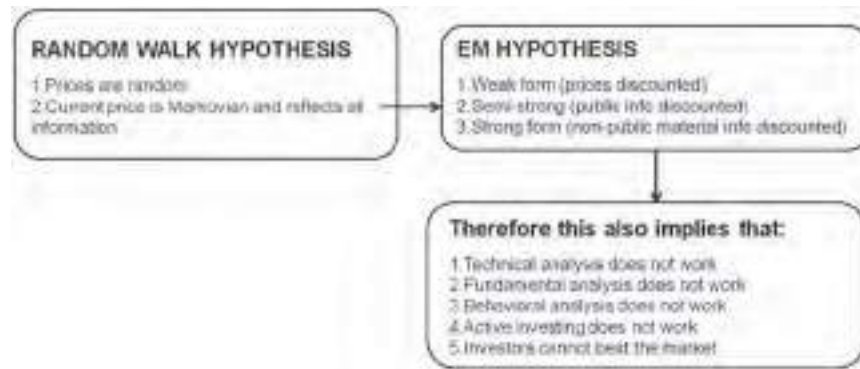 RANDOM WALK HYPOTHESIS
1.Prices are random
2.Current price is Markovian and reflects all
information
EM HYPOTHESIS
1.Weak form (prices discounted)
2.Semi-strong (public info discounted)
3.Strong form (non-public material info discounted)
Therefore this also implies that:
1.Technical analysis does not work
2.Fundamental analysis does not work
3.Behavioral analysis does not work
4.Active investing does not work
5.Investors cannot beat the market